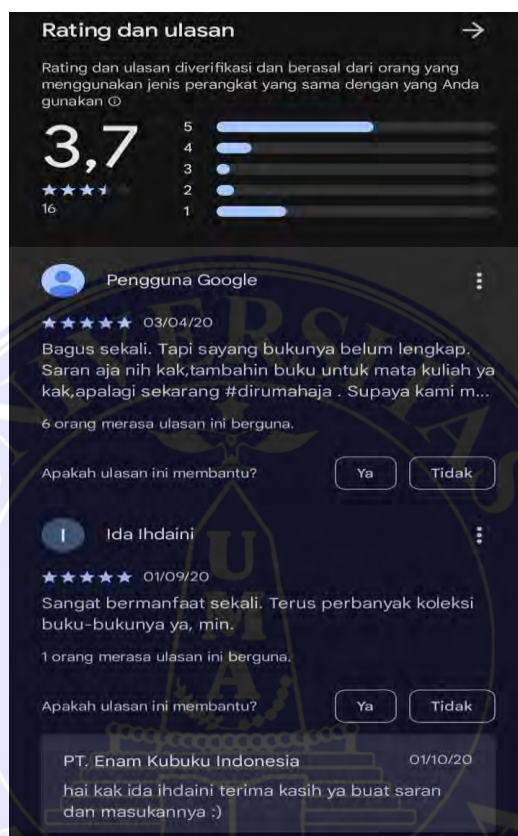 Rating dan ulasan
Rating dan ulasan diverifikasi dan berasal dari orang yang
menggunakan jenis perangkat yang sama dengan yang Anda
gunakan
3,7
16
5
4
3
2
1
Pengguna Google
03/04/20
Bagus sekali. Tapi sayang bukunya belum lengkap.
Saran aja nih kak,tambahin buku untuk mata kuliah ya
kak,apalagi sekarang #dirumahaja . Supaya kami m...
6 orang merasa ulasan ini berguna.
Apakah ulasan ini membantu?
Ya
Tidak
I
Ida Ihdaini
01/09/20
Sangat bermanfaat sekali. Terus perbanyak koleksi
buku-bukunya ya, min.
1 orang merasa ulasan ini berguna.
Apakah ulasan ini membantu?
Ya
Tidak
PT. Enam Kubuku Indonesia
01/10/20
hai kak ida ihdaini terima kasih ya buat saran
dan masukannya :)
UMA